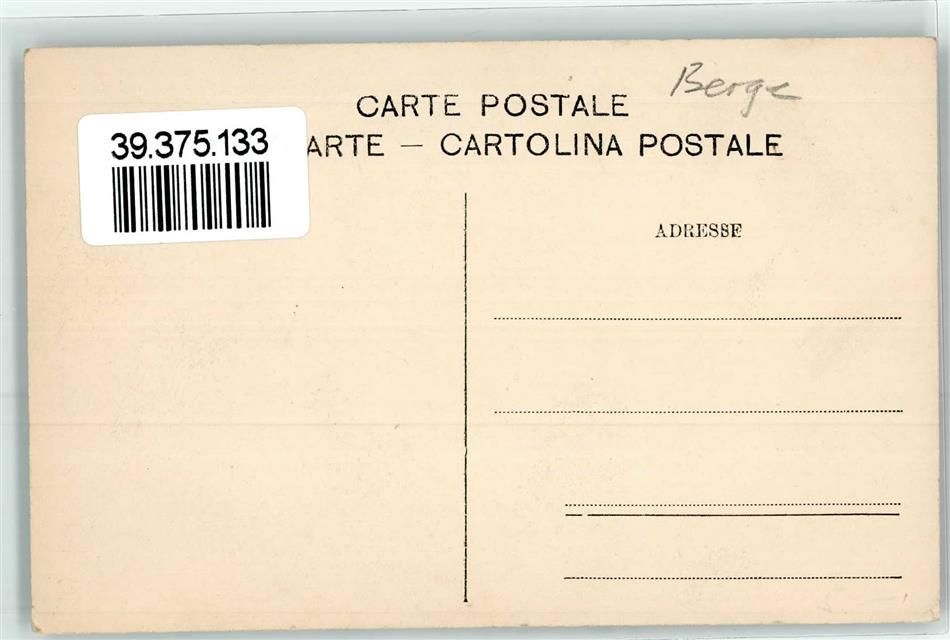 CARTE POSTALE
Berge
39.375.133
ARTE — CARTOLINA POSTALE
ADRESSE